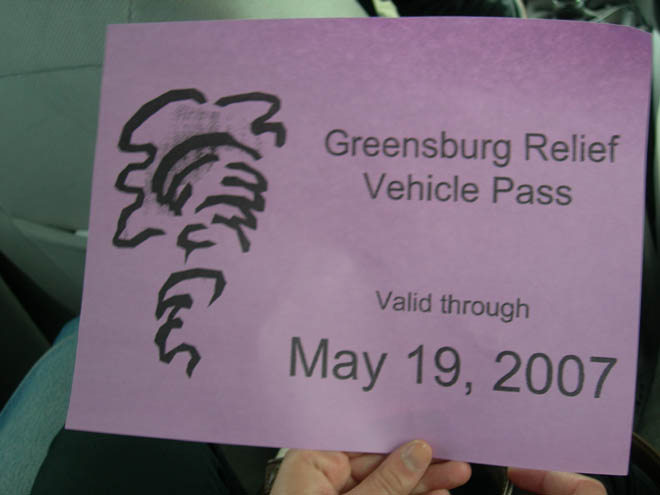 Greensburg Relief
Vehicle Pass
Valid through
May 19, 2007